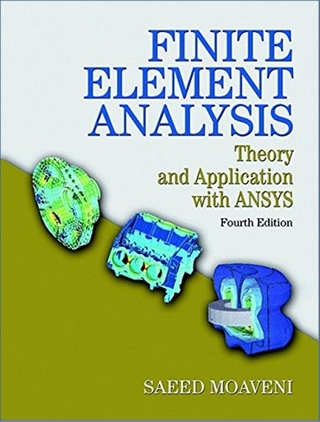 FINITE
ELEMENT
ANALYSIS
Theory
and Application
with ANSYS
Fourth Edition
SAEED MOAVENI